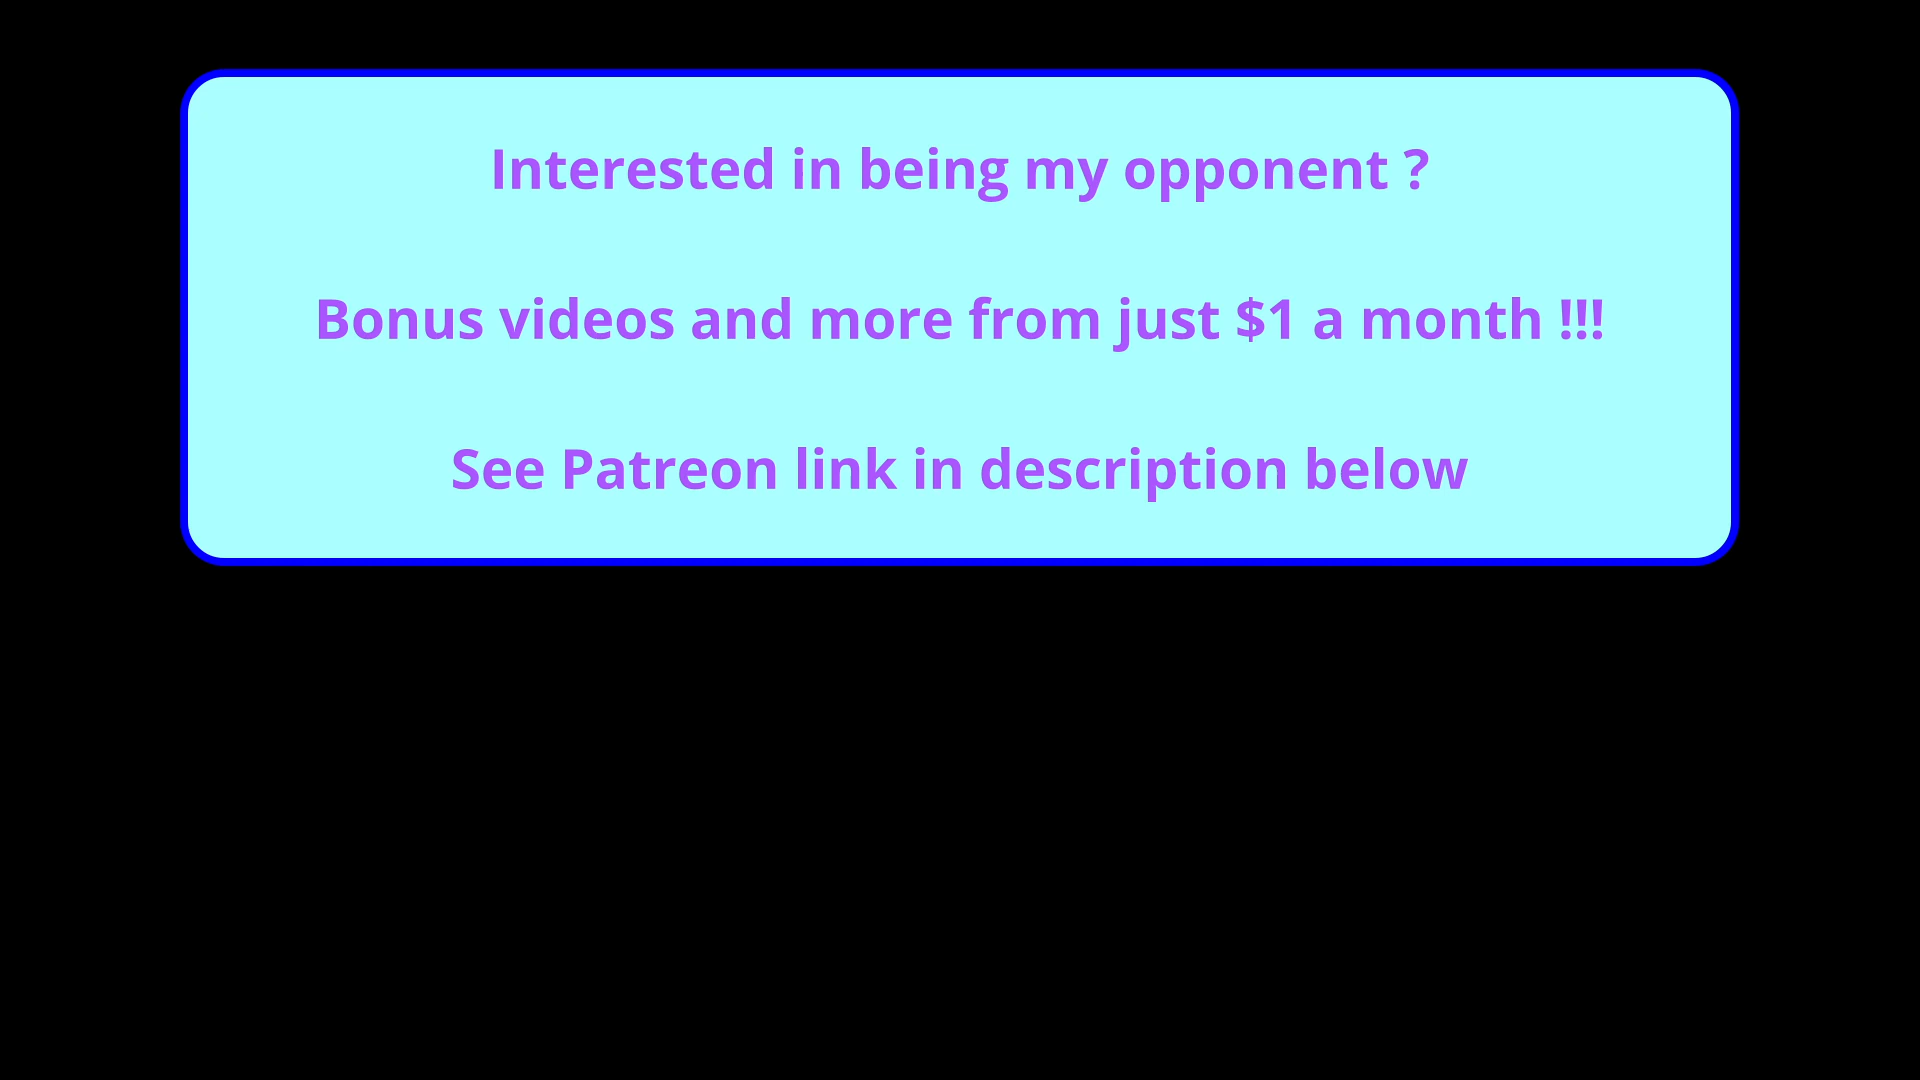 Interested in being my opponent ?
Bonus videos and more from just $1 a month !!!
See Patreon link in description below